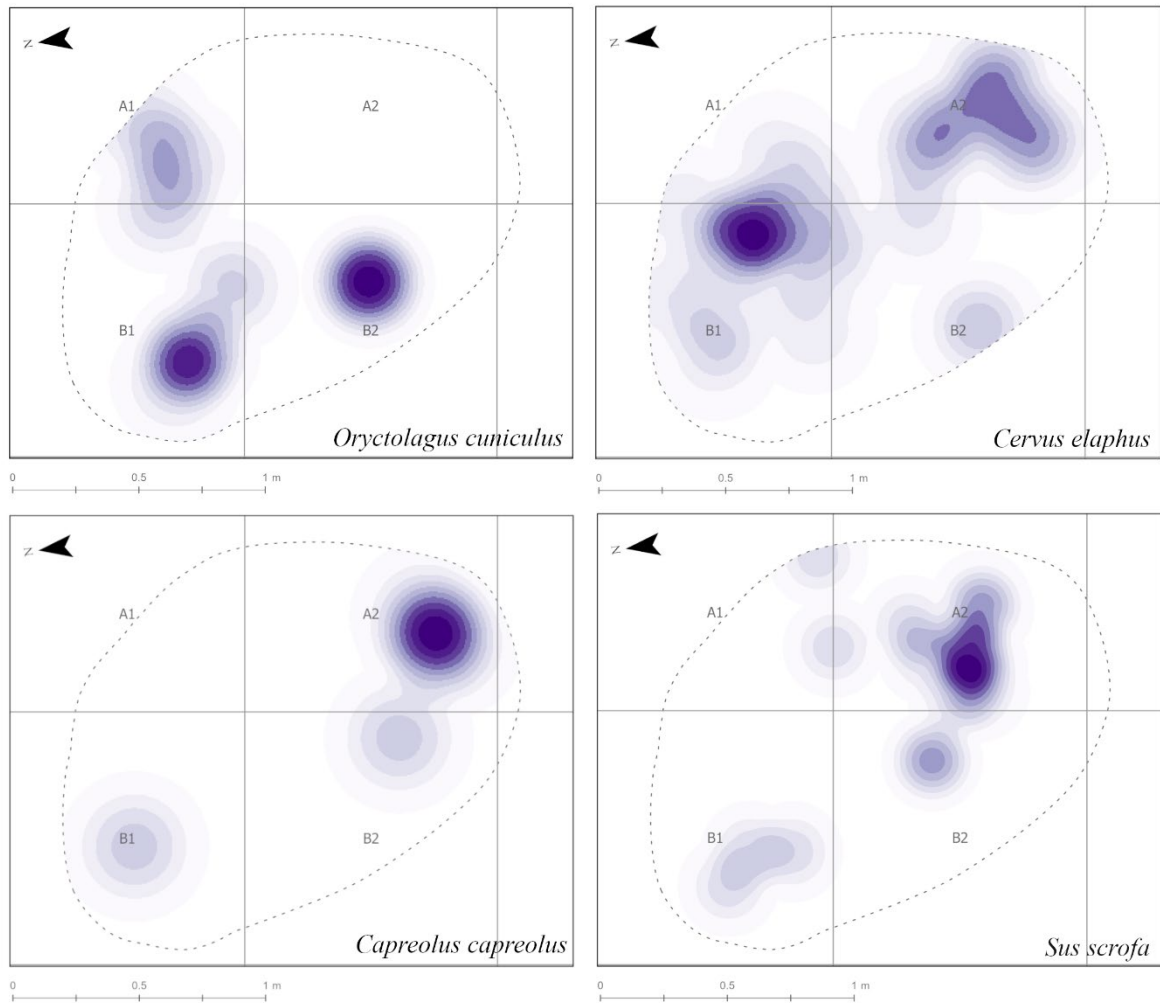 N
A1
A2
B1
B2
Oryctolagus cuniculus
0 0.5 1 m
N
A1
A2
B1
B2
Cervus elaphus
0 0.5 1 m
N
A1
A2
B1
B2
Capreolus capreolus
0 0.5 1 m
N
A1
A2
B1
B2
Sus scrofa
0 0.5 1 m